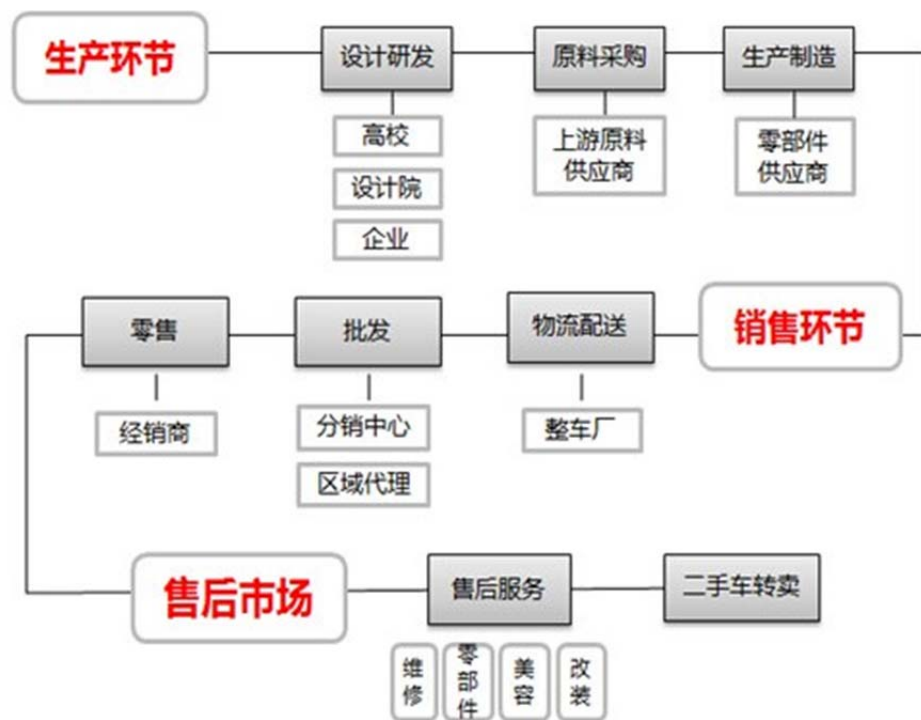 生产环节
设计研发
原料采购
生产制造
高校
设计院
企业
上游原料
供应商
零部件
供应商
零售
批发
物流配送
销售环节
经销商
分销中心
区域代理
整车厂
售后市场
售后服务
二手车转卖
维修
零部件
美容
改装